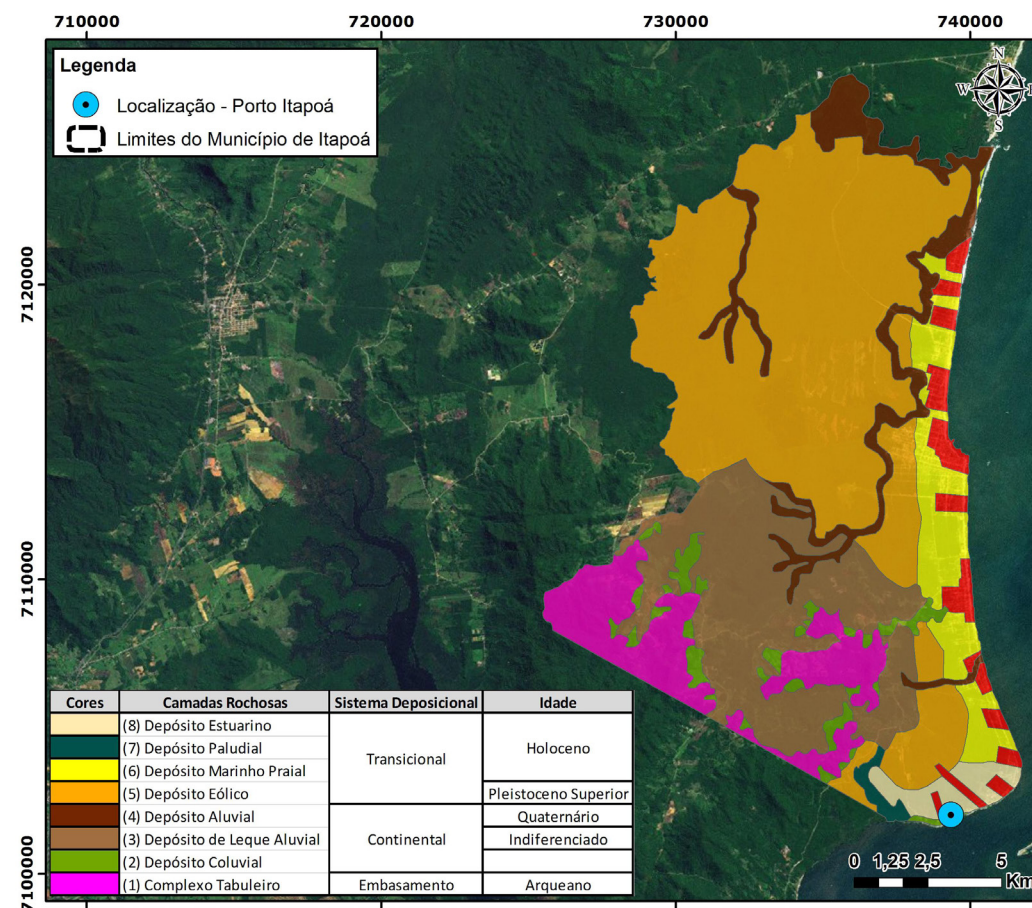 710000 720000 730000 740000
Legenda
Localização - Porto Itapoá
Limites do Município de Itapoá
N
W
S
7120000
7110000
7100000
Cores Camadas Rochosas Sistema Deposicional Idade
(8) Depósito Estuarino
(7) Depósito Paludial
(6) Depósito Marinho Praial
(5) Depósito Eólico
(4) Depósito Aluvial
(3) Depósito de Leque Aluvial
(2) Depósito Coluvial
(1) Complexo Tabuleiro
Transicional
Continental
Embasamento
Holoceno
Pleistoceno Superior
Quaternário
Indiferenciado
Arqueano
0 1,25 2,5 5
Km